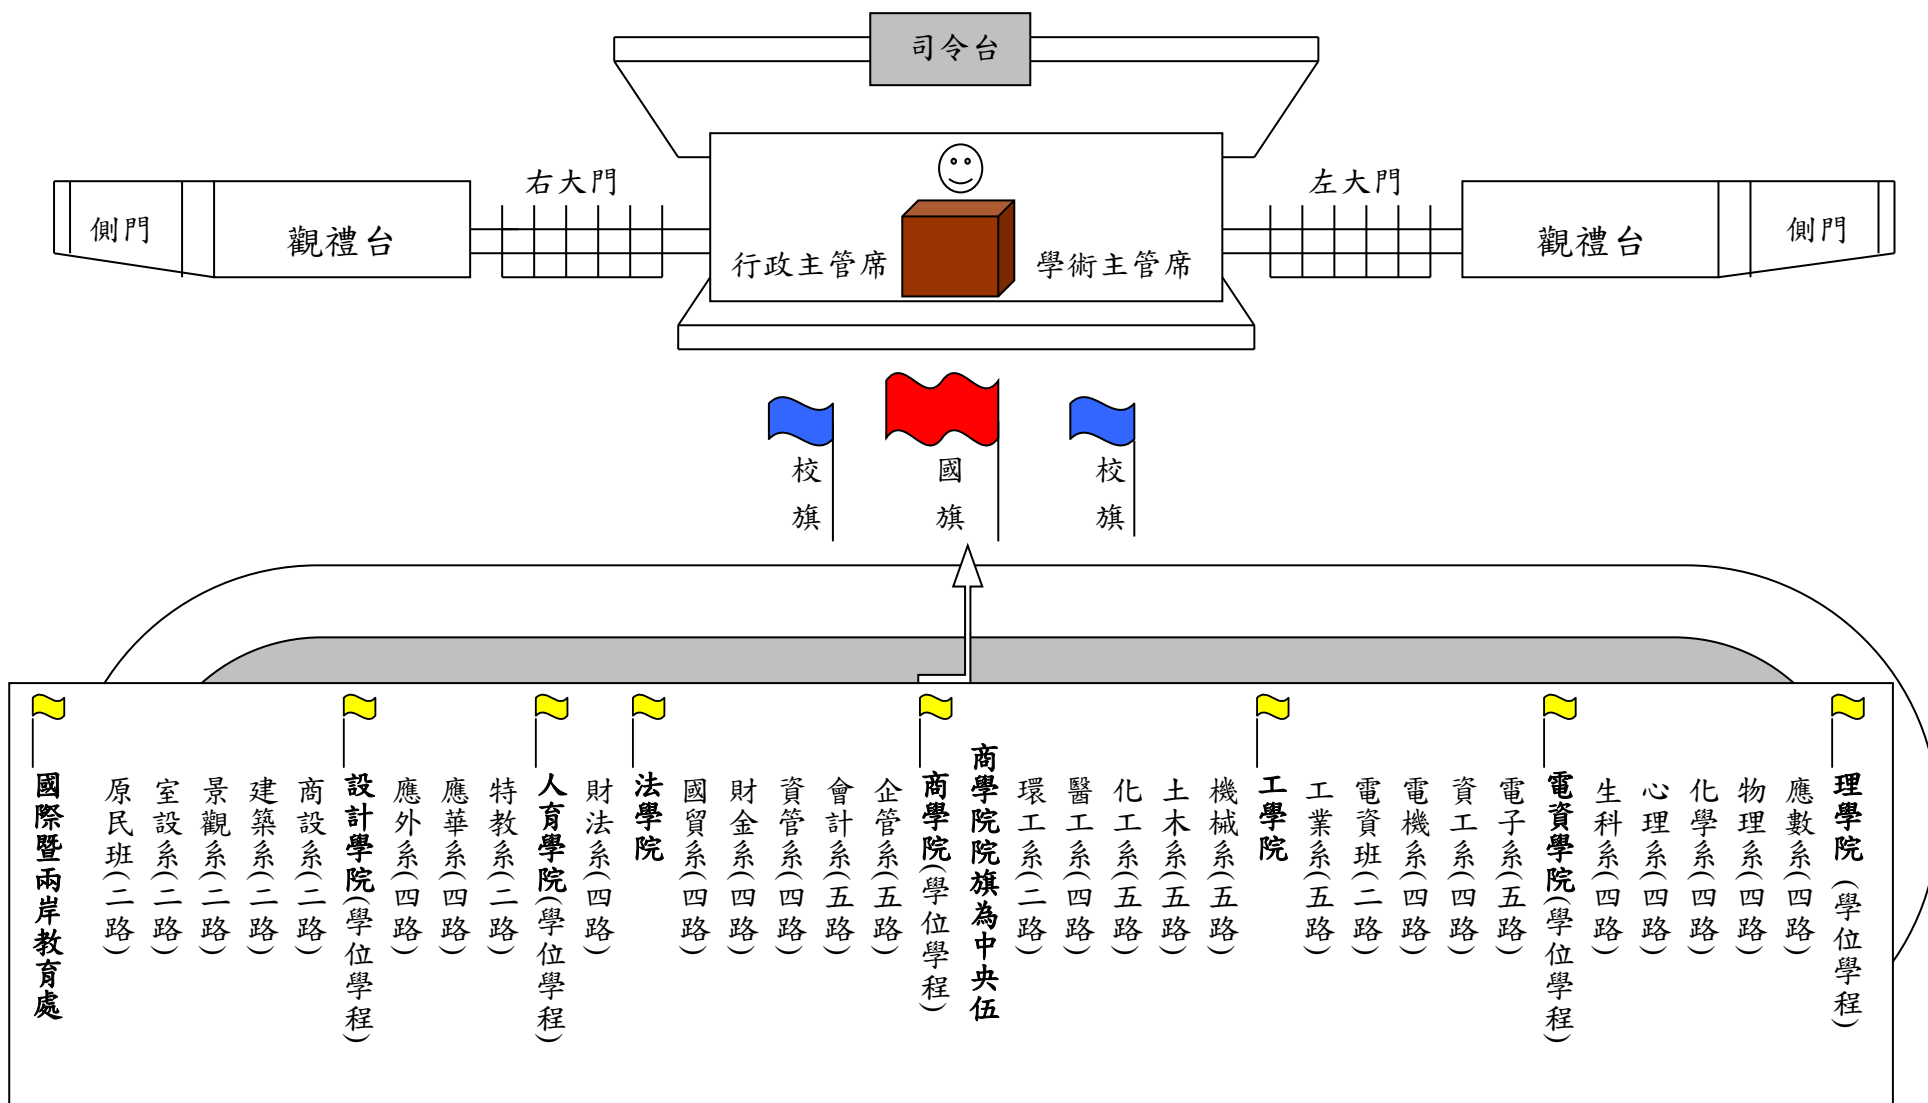 司令台
右大門
左大門
側門
觀禮台
行政主管席
學術主管席
觀禮台
側門
校旗
國旗
校旗
國際暨兩岸教育處
原民班(二路)
室設系(二路)
景觀系(二路)
建築系(二路)
商設系(二路)
設計學院(學位學程)
應外系(四路)
應華系(四路)
特教系(二路)
人育學院(學位學程)
財法系(四路)
法學院
國貿系(四路)
財金系(四路)
資管系(四路)
會計系(五路)
企管系(五路)
商學院(學位學程)
商學院院旗為中央伍
環工系(二路)
醫工系(四路)
化工系(五路)
土木系(五路)
機械系(五路)
工學院
工業系(五路)
電資班(二路)
電機系(四路)
資工系(四路)
電子系(五路)
電資學院(學位學程)
生科系(四路)
心理系(四路)
化學系(四路)
物理系(四路)
應數系(四路)
理學院(學位學程)